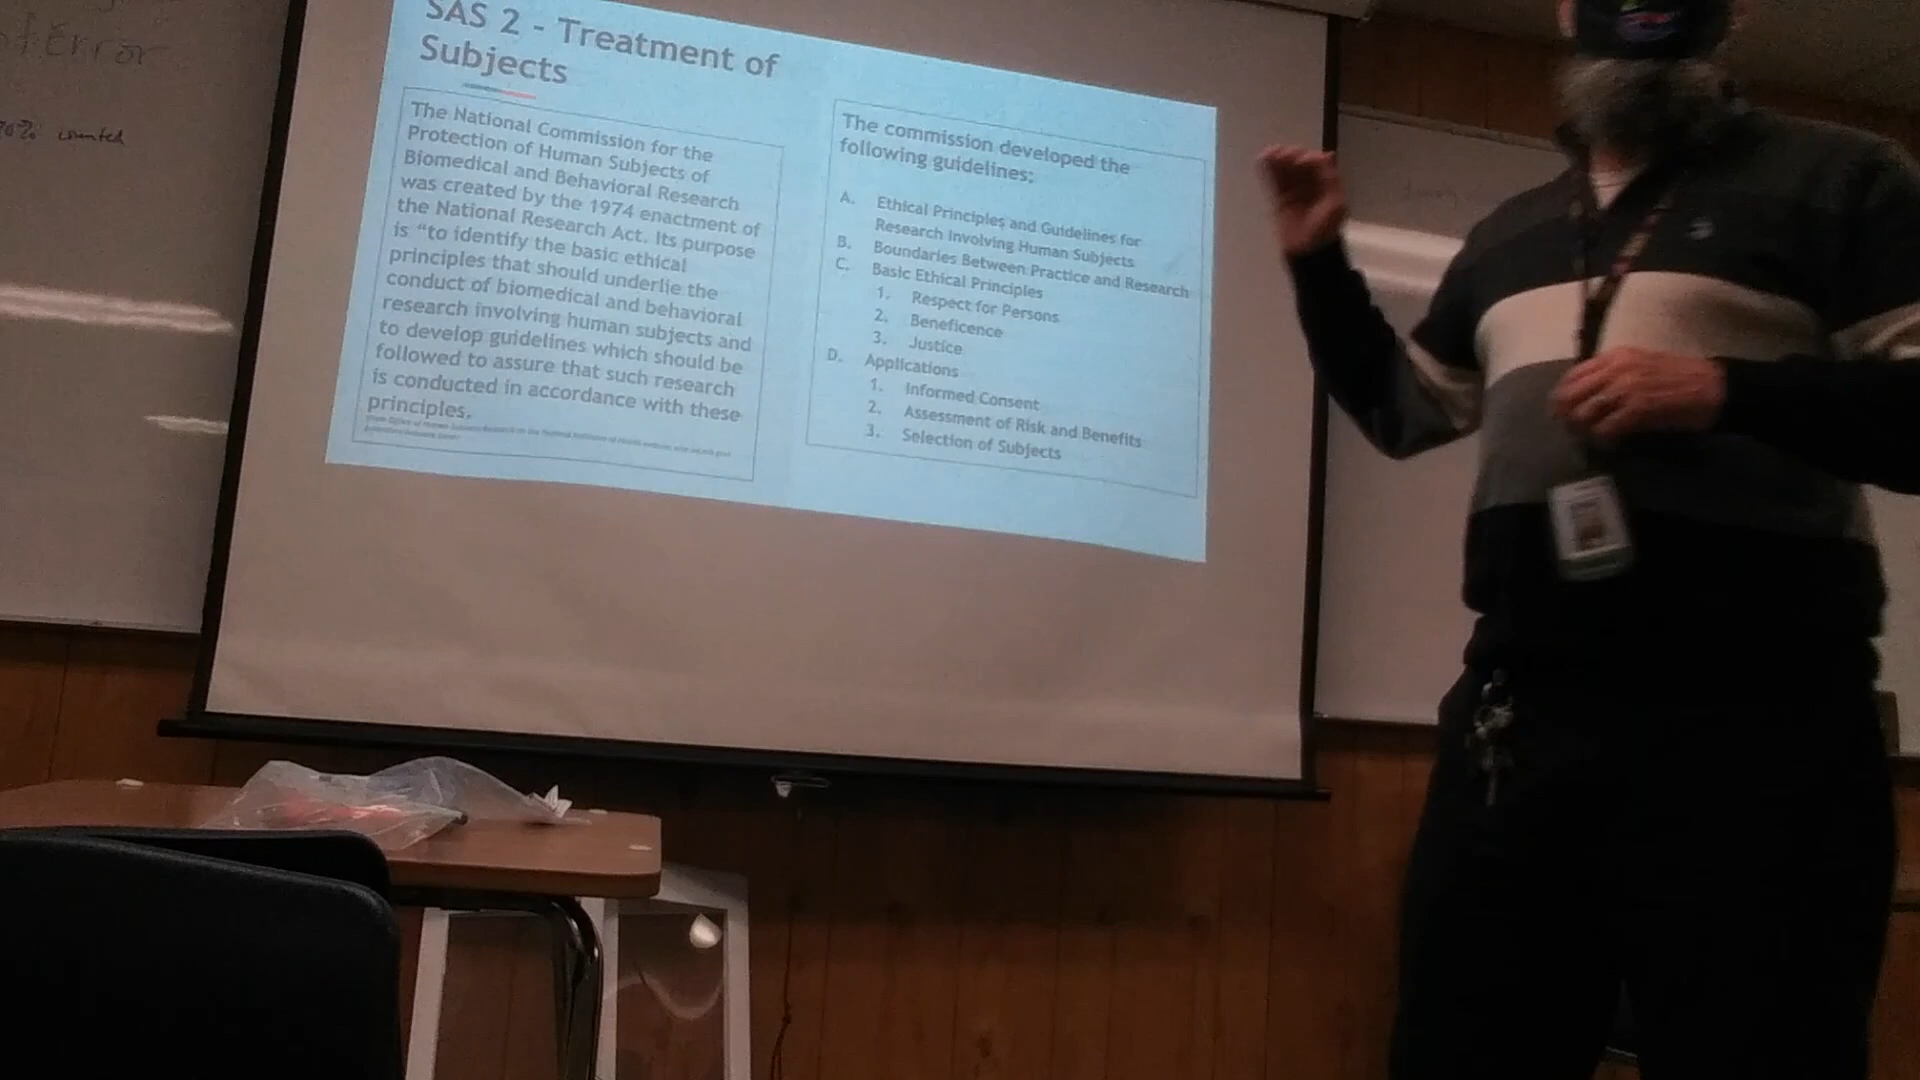 of Error
70% counted
SAS 2 - Treatment of
Subjects
The National Commission for the
Protection of Human Subjects of
Biomedical and Behavioral Research
was created by the 1974 enactment of
the National Research Act. Its purpose
is “to identify the basic ethical
principles that should underlie the
conduct of biomedical and behavioral
research involving human subjects and
to develop guidelines which should be
followed to assure that such research
is conducted in accordance with these
principles.
The commission developed the
following guidelines:
A. Ethical Principles and Guidelines for
Research Involving Human Subjects
B. Boundaries Between Practice and Research
C. Basic Ethical Principles
1. Respect for Persons
2. Beneficence
3. Justice
D. Applications
1. Informed Consent
2. Assessment of Risk and Benefits
3. Selection of Subjects